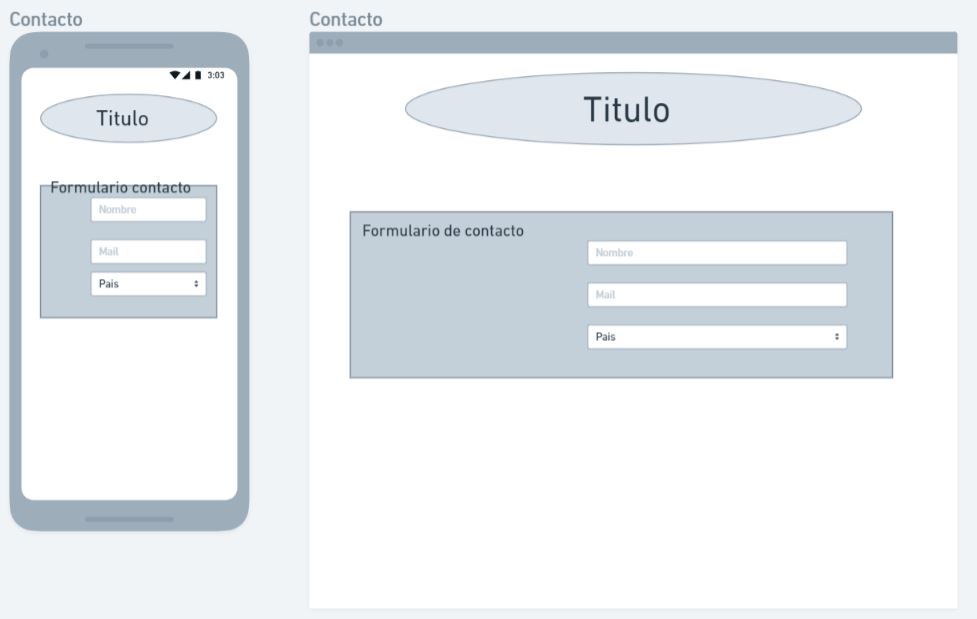 Contacto
3:03
Titulo
Formulario contacto
Nombre
Mail
Pais
Contacto
Titulo
Formulario de contacto
Nombre
Mail
Pais